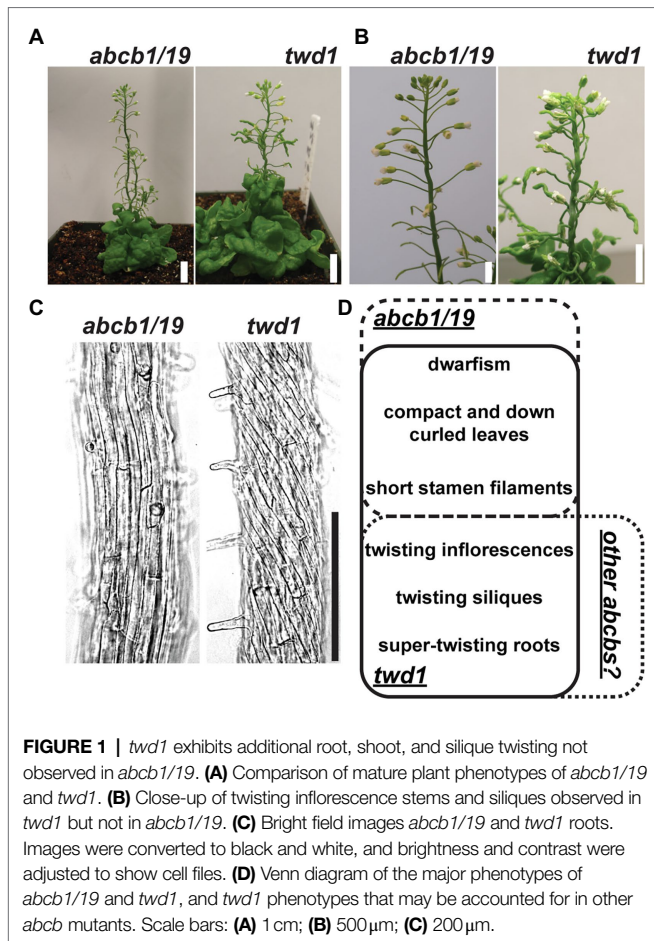 A
abcb1/19
twd1
B
abcb1/19
twd1
C
abcb1/19
twd1
D
abcb1/19
dwarfism
compact and down
curled leaves
short stamen filaments
twisting inflorescences
twisting siliques
super-twisting roots
twd1
other abcbs?
FIGURE 1 | twd1 exhibits additional root, shoot, and silique twisting not
observed in abcb1/19. (A) Comparison of mature plant phenotypes of abcb1/19
and twd1. (B) Close-up of twisting inflorescence stems and siliques observed in
twd1 but not in abcb1/19. (C) Bright field images abcb1/19 and twd1 roots.
Images were converted to black and white, and brightness and contrast were
adjusted to show cell files. (D) Venn diagram of the major phenotypes of
abcb1/19 and twd1, and twd1 phenotypes that may be accounted for in other
abcb mutants. Scale bars: (A) 1 cm; (B) 500 μm; (C) 200 μm.